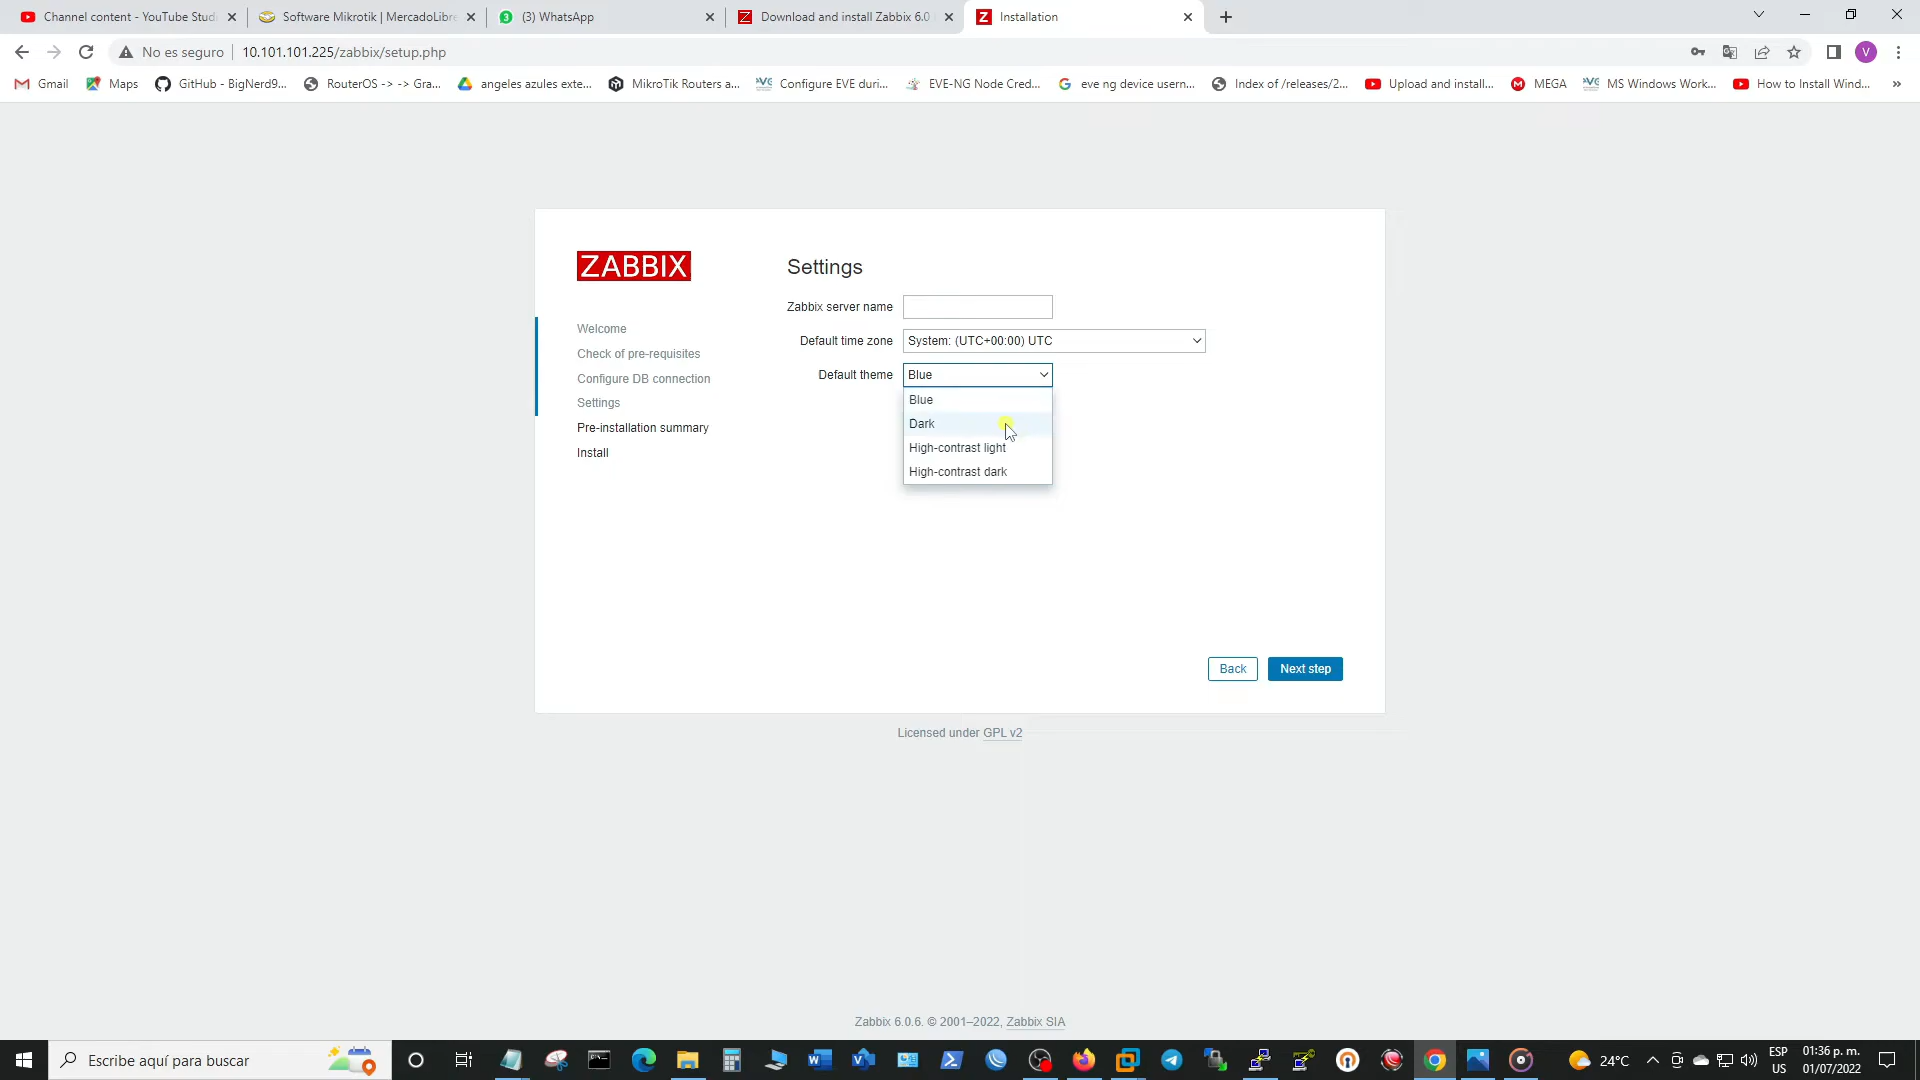 Channel content - YouTube Stud
Software Mikrotik | MercadoLibre
(3) WhatsApp
Download and install Zabbix 6.0
Installation
No es seguro
10.101.101.225/zabbix/setup.php
Gmail
Maps
GitHub - BigNerd9...
RouterOS -> -> Gra...
angeles azules exte...
MikroTik Routers a...
Configure EVE duri...
EVE-NG Node Cred...
eve ng device usern...
Index of /releases/2...
Upload and install...
MEGA
MS Windows Work...
How to Install Wind...
»
ZABBIX
Settings
Zabbix server name
Default time zone
System: (UTC+00:00) UTC
Default theme
Blue
Blue
Dark
High-contrast light
High-contrast dark
Welcome
Check of pre-requisites
Configure DB connection
Settings
Pre-installation summary
Install
Back
Next step
Licensed under GPL v2
Zabbix 6.0.6. © 2001–2022, Zabbix SIA
Escribe aquí para buscar
24°C
ESP
US
01:36 p. m.
01/07/2022